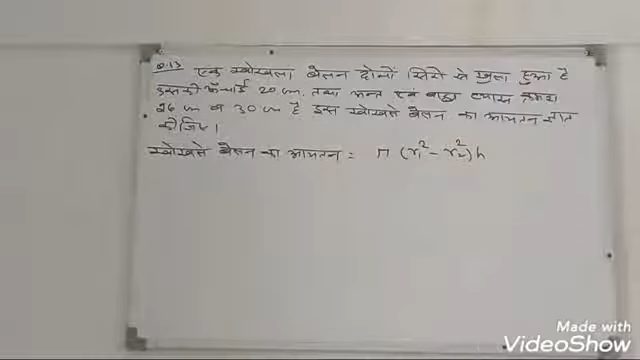 Q.13 एक खोखला बेलन दोनों सिरों से खुला हुआ है
इसकी ऊँचाई 20 cm. तथा अन्त एवं बाह्य व्यास क्रमशः
26 cm व 30 cm है इस खोखले बेलन का आयतन ज्ञात
कीजिए।
खोखले बेलन का आयतन = π (r₁² - r₂²) h
Made with
VideoShow